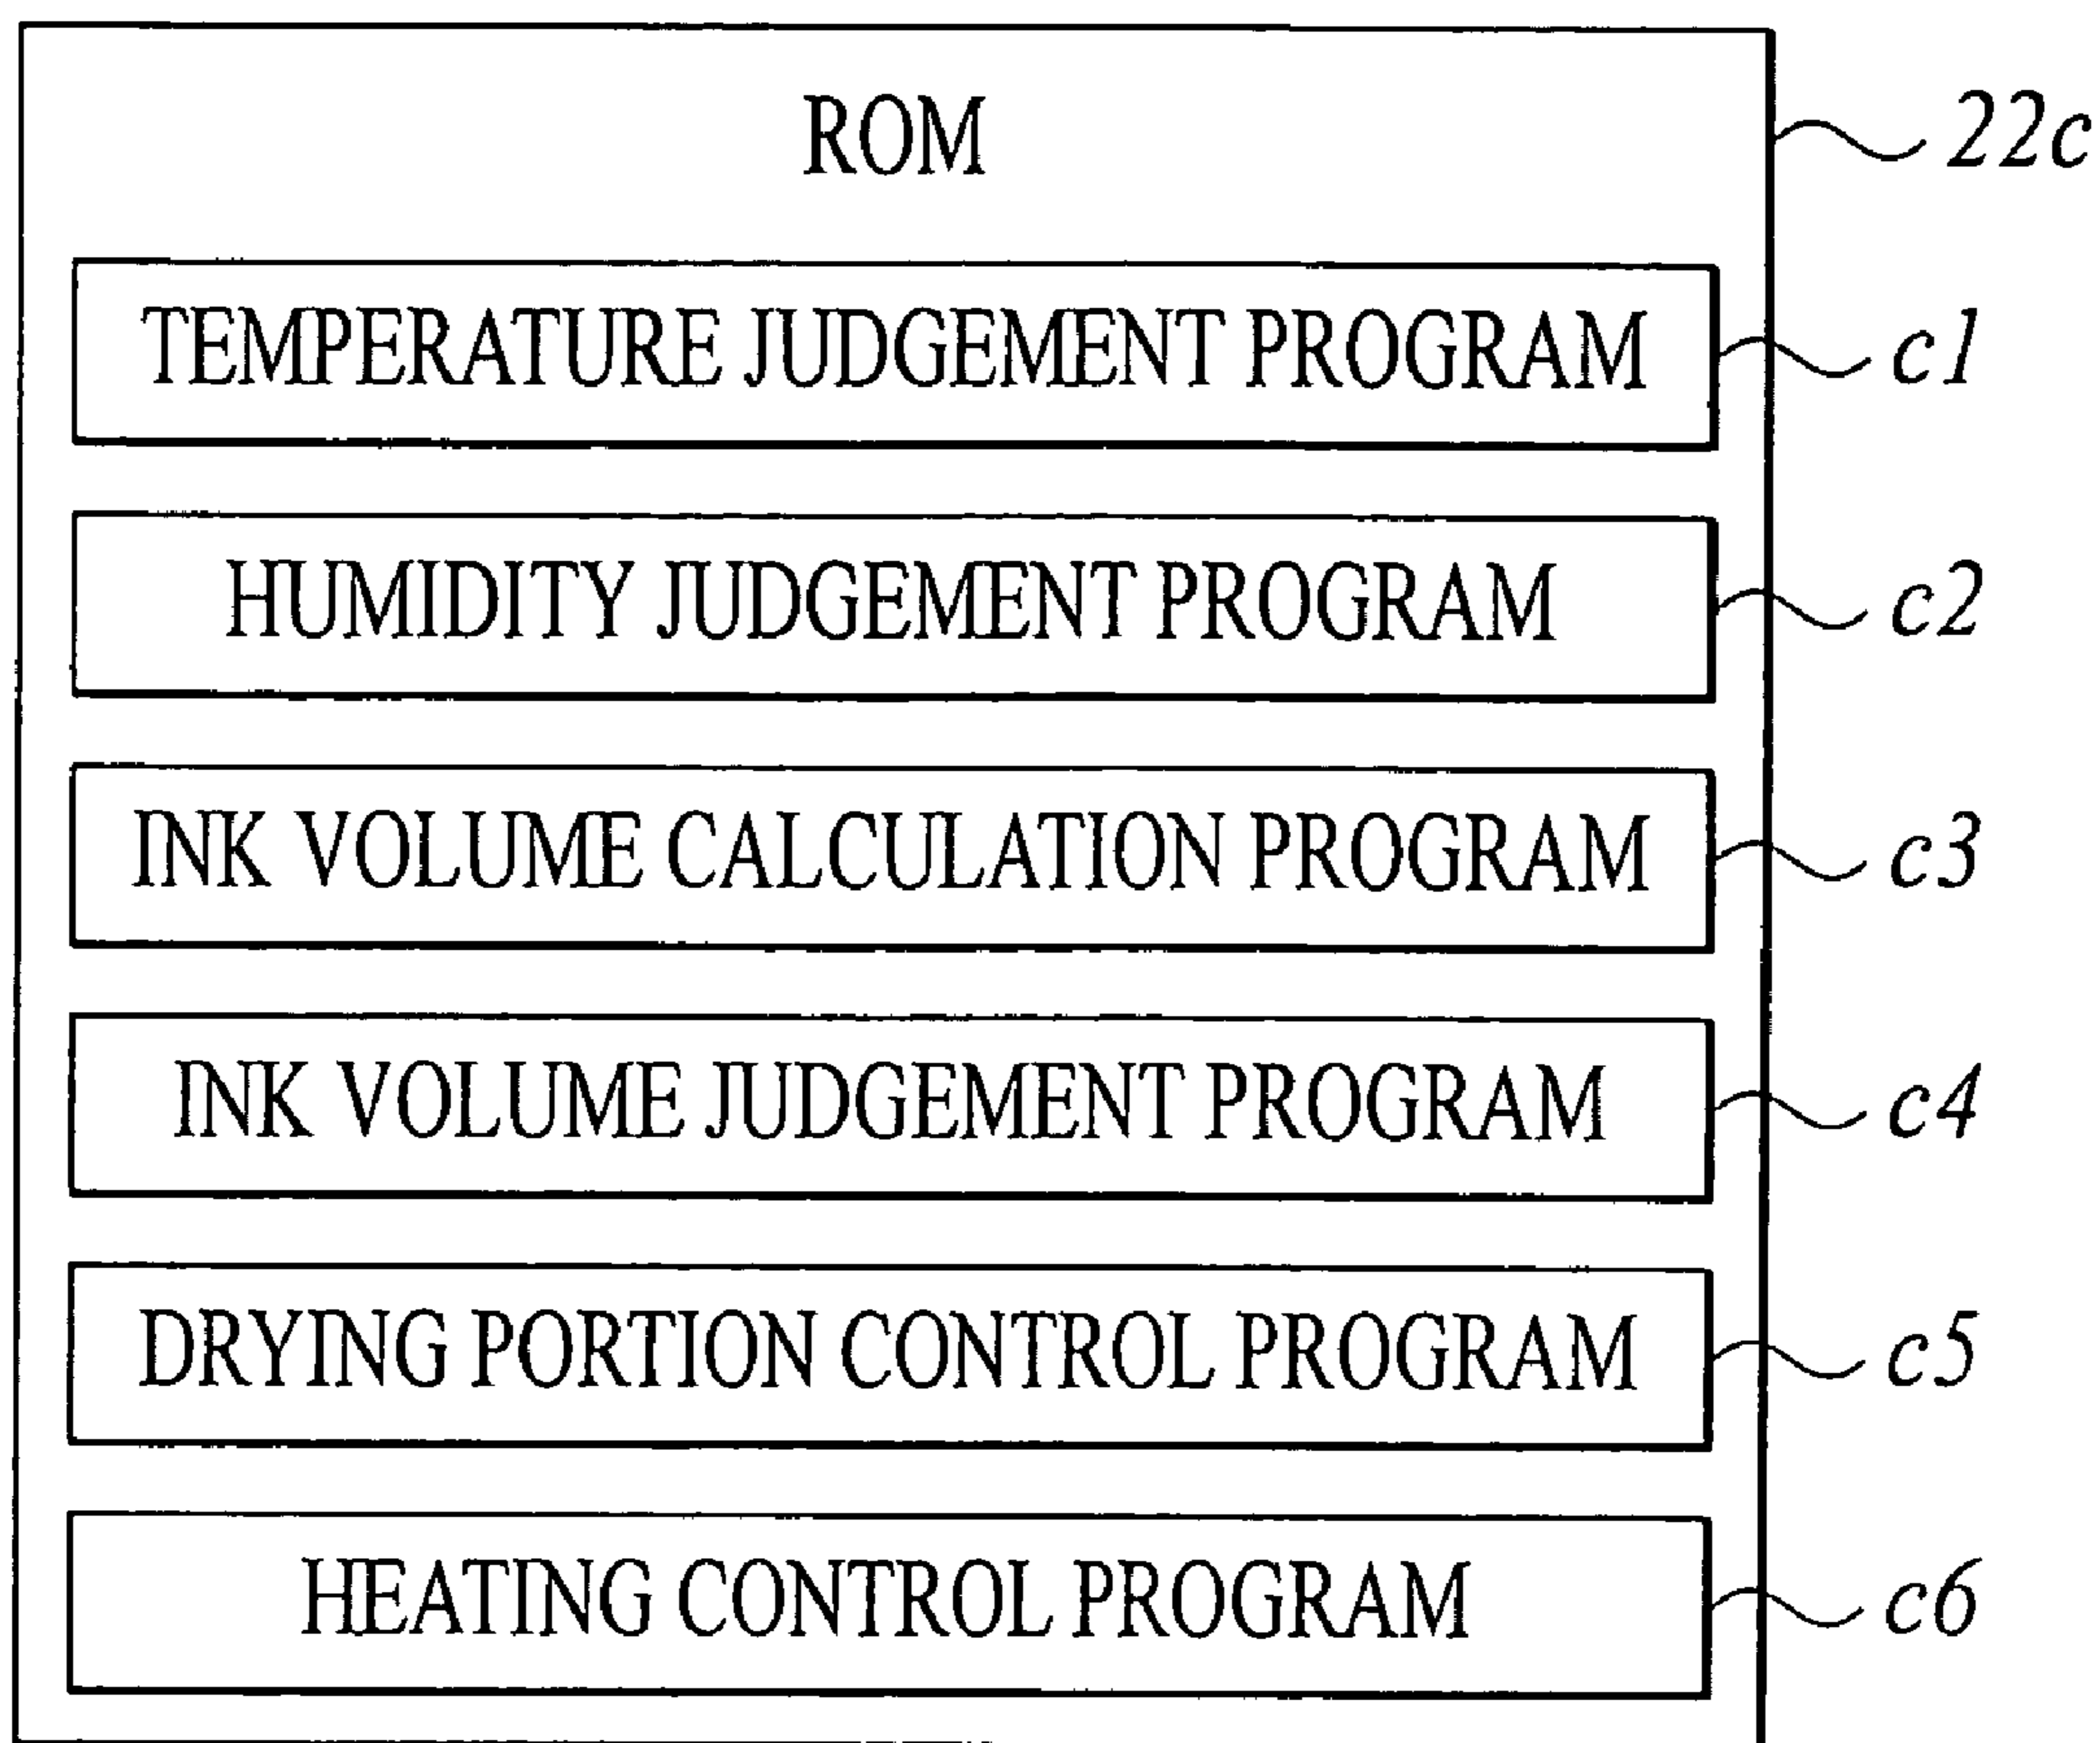 ROM 22c
TEMPERATURE JUDGEMENT PROGRAM c1
HUMIDITY JUDGEMENT PROGRAM c2
INK VOLUME CALCULATION PROGRAM c3
INK VOLUME JUDGEMENT PROGRAM c4
DRYING PORTION CONTROL PROGRAM c5
HEATING CONTROL PROGRAM c6